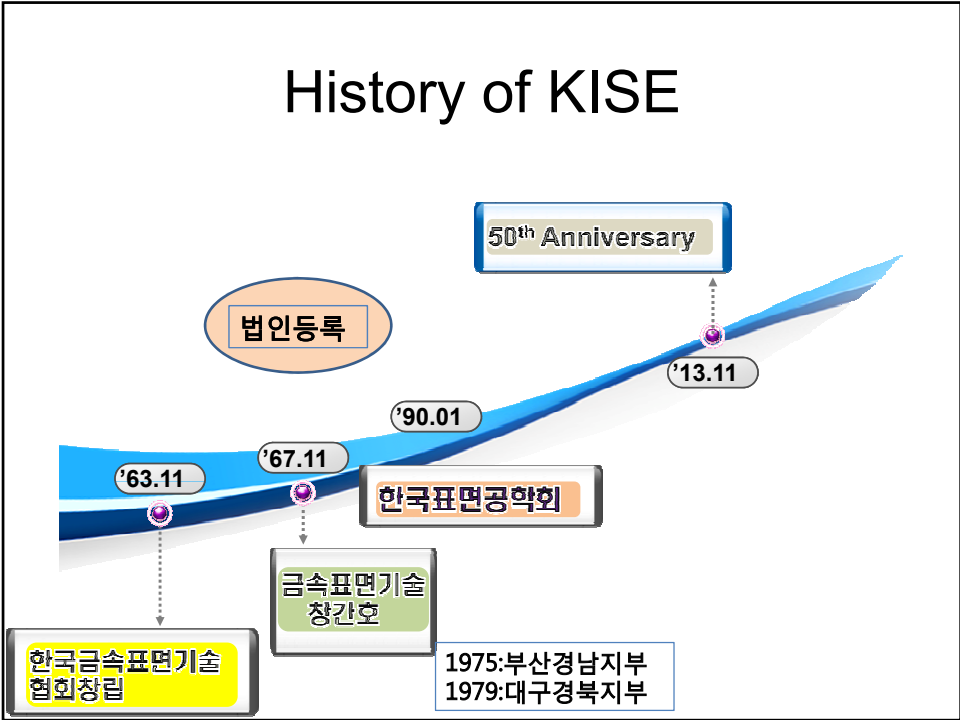 History of KISE
50th Anniversary
법인등록
’13.11
’90.01
’67.11
’63.11
한국표면공학회
금속표면기술
창간호
한국금속표면기술
협회창립
1975:부산경남지부
1979:대구경북지부